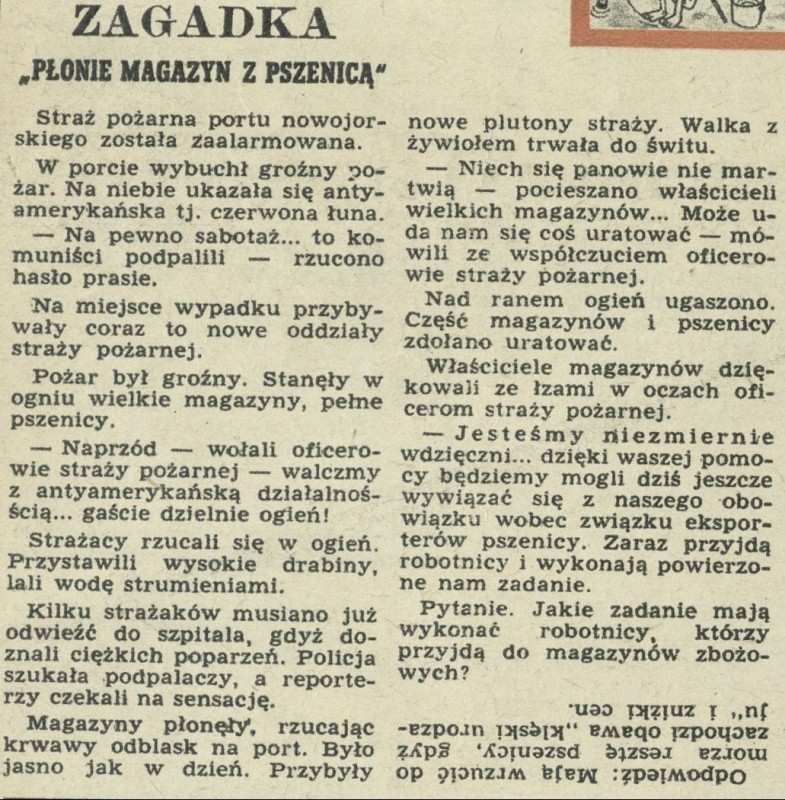 ZAGADKA
„PŁONIE MAGAZYN Z PSZENICĄ“
Straż pożarna portu nowojor-
skiego została zaalarmowana.
W porcie wybuchł groźny po-
żar. Na niebie ukazała się anty-
amerykańska tj. czerwona łuna.
— Na pewno sabotaż... to ko-
muniści podpalili — rzucono
hasło prasie.
Na miejsce wypadku przyby-
wały coraz to nowe oddziały
straży pożarnej.
Pożar był groźny. Stanęły w
ogniu wielkie magazyny, pełne
pszenicy.
— Naprzód — wołali oficero-
wie straży pożarnej — walczmy
z antyamerykańską działalnoś-
ścią... gaście dzielnie ogień!
Strażacy rzucali się w ogień.
Przystawili wysokie drabiny,
lali wodę strumieniami.
Kilku strażaków musiano już
odwieźć do szpitala, gdyż do-
znali ciężkich poparzeń. Policja
szukała podpalaczy, a reporte-
rzy czekali na sensację.
Magazyny płonęły, rzucając
krwawy odblask na port. Było
jasno jak w dzień. Przybyły
nowe plutony straży. Walka z
żywiołem trwała do świtu.
— Niech się panowie nie mar-
twią — pocieszano właścicieli
wielkich magazynów... Może u-
da nam się coś uratować — mó-
wili ze współczuciem oficero-
wie straży pożarnej.
Nad ranem ogień ugaszono.
Część magazynów i pszenicy
zdołano uratować.
Właściciele magazynów dzię-
kowali ze łzami w oczach ofi-
cerom straży pożarnej.
— Jesteśmy niezmiernie
wdzięczni... dzięki waszej pomo-
cy będziemy mogli dziś jeszcze
wywiązać się z naszego obo-
wiązku wobec związku ekspor-
terów pszenicy. Zaraz przyjdą
robotnicy i wykonają powierzo-
ne nam zadanie.
Pytanie. Jakie zadanie mają
wykonać robotnicy, którzy
przyjdą do magazynów zbożo-
wych?
Odpowiedź: Mają wrzucić do
morza resztę pszenicy, gdyż
zachodzi obawa „klęski urodza-
ju“ i zniżki cen.